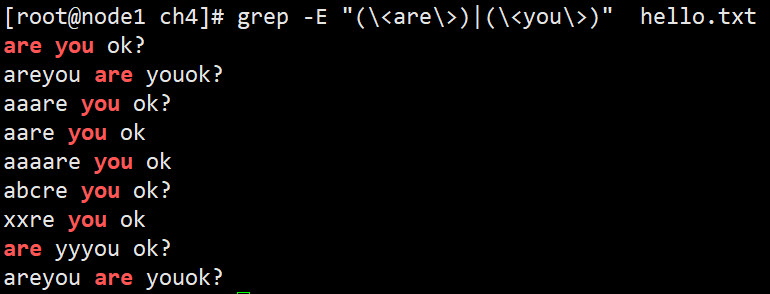 [root@node1 ch4]# grep -E "(\<are\>)|(\<you\>)"  hello.txt
are you ok?
areyou are youok?
aaare you ok?
aare you ok
aaaare you ok
abcre you ok?
xxre you ok
are yyyou ok?
areyou are youok?